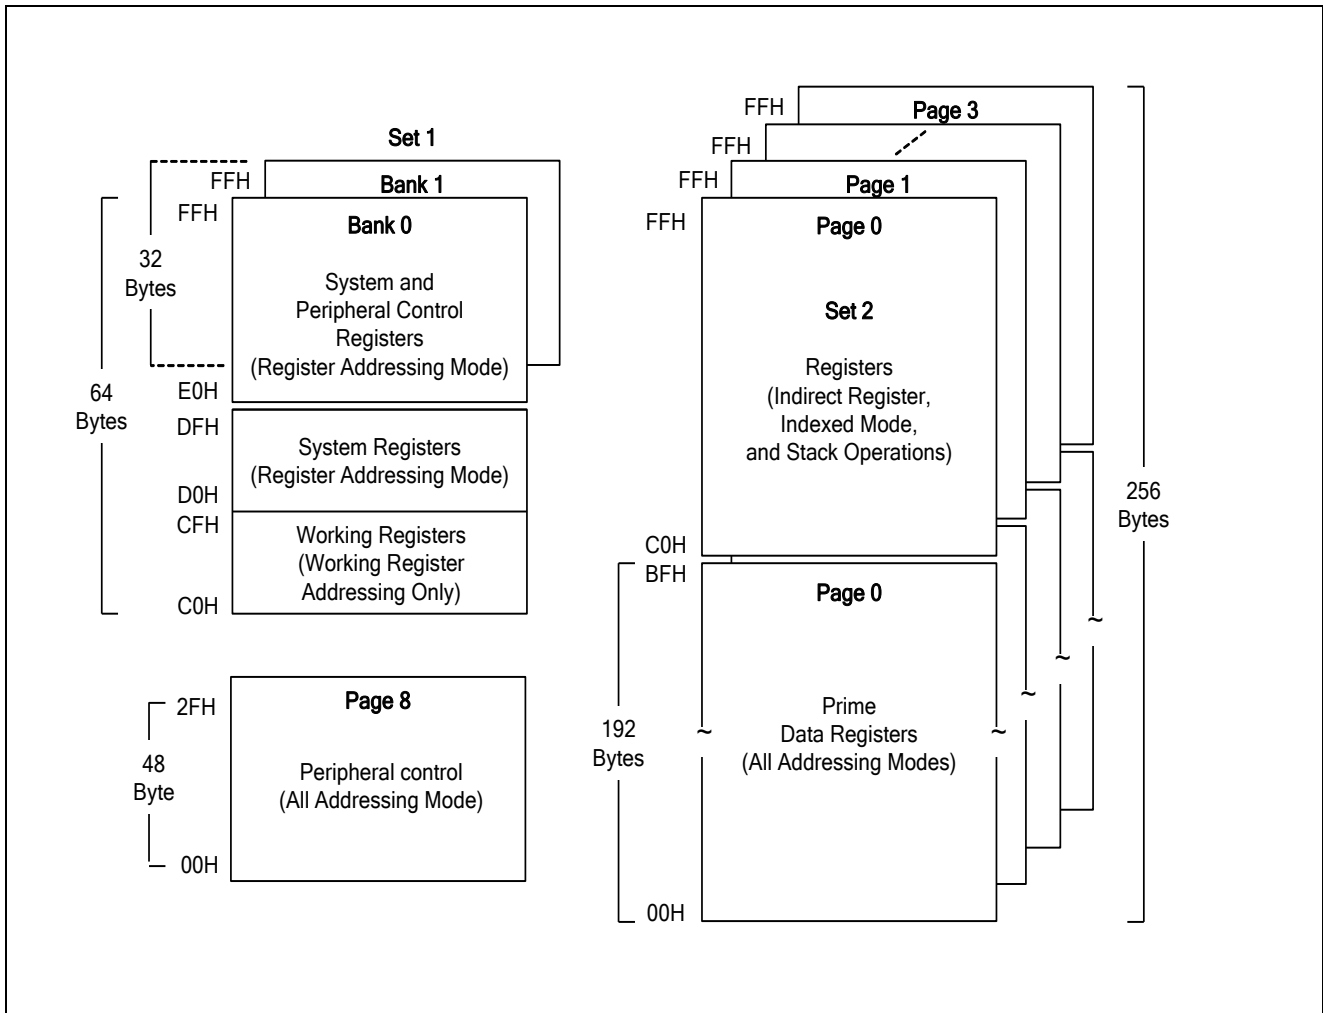 Set 1
FFH
Bank 1
FFH
Bank 0
32
Bytes
System and
Peripheral Control
Registers
(Register Addressing Mode)
E0H
64
Bytes
DFH
System Registers
(Register Addressing Mode)
D0H
CFH
Working Registers
(Working Register
Addressing Only)
C0H
2FH
Page 8
48
Byte
Peripheral control
(All Addressing Mode)
00H
FFH
Page 3
FFH
FFH
Page 1
FFH
Page 0
Set 2
Registers
(Indirect Register,
Indexed Mode,
and Stack Operations)
256
Bytes
C0H
BFH
Page 0
192
Bytes
~
Prime
Data Registers
(All Addressing Modes)
~
~
~
~
00H